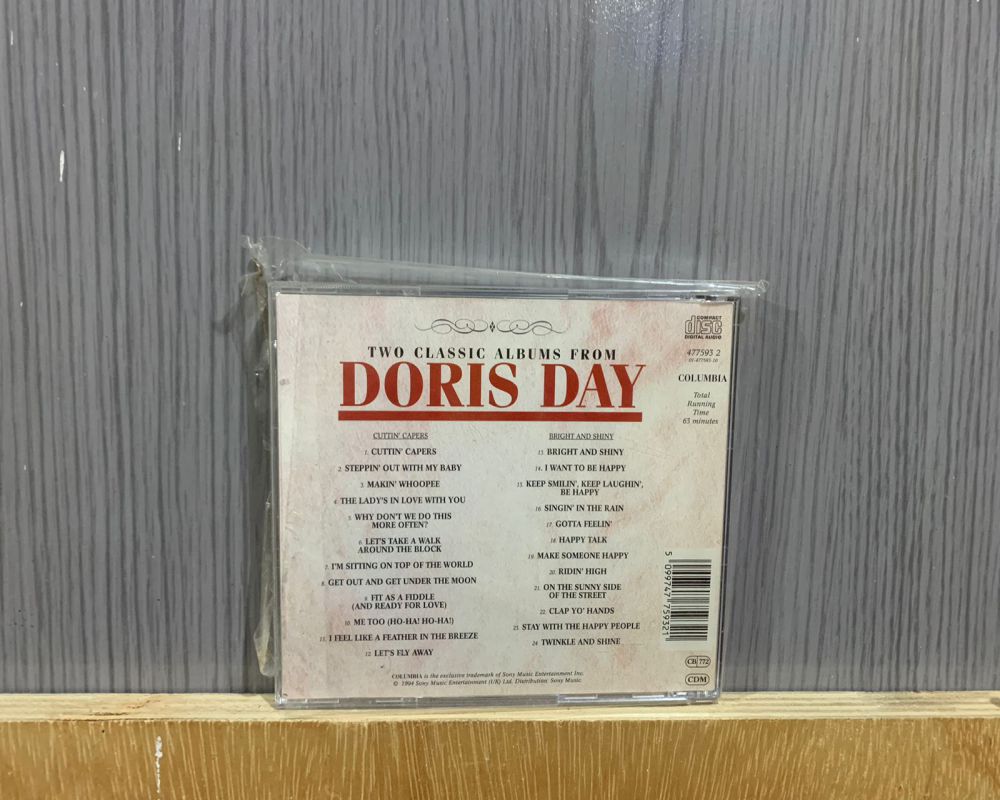 TWO CLASSIC ALBUMS FROM
DORIS DAY
CUTTIN' CAPERS
1. CUTTIN' CAPERS
2. STEPPIN' OUT WITH MY BABY
3. MAKIN' WHOOPEE
4. THE LADY'S IN LOVE WITH YOU
5. WHY DON'T WE DO THIS
MORE OFTEN?
6. LET'S TAKE A WALK
AROUND THE BLOCK
7. I'M SITTING ON TOP OF THE WORLD
8. GET OUT AND GET UNDER THE MOON
9. FIT AS A FIDDLE
(AND READY FOR LOVE)
10. ME TOO (HO-HA! HO-HA!)
11. I FEEL LIKE A FEATHER IN THE BREEZE
12. LET'S FLY AWAY
BRIGHT AND SHINY
13. BRIGHT AND SHINY
14. I WANT TO BE HAPPY
15. KEEP SMILIN', KEEP LAUGHIN',
BE HAPPY
16. SINGIN' IN THE RAIN
17. GOTTA FEELIN'
18. HAPPY TALK
19. MAKE SOMEONE HAPPY
20. RIDIN' HIGH
21. ON THE SUNNY SIDE
OF THE STREET
22. CLAP YO' HANDS
23. STAY WITH THE HAPPY PEOPLE
24. TWINKLE AND SHINE
COMPACT
disc
DIGITAL AUDIO
477593 2
01-477593-10
COLUMBIA
Total
Running
Time
63 minutes
5 099747 759321
CB 772
CDM
COLUMBIA is the exclusive trademark of Sony Music Entertainment Inc.
© 1994 Sony Music Entertainment (UK) Ltd. Distribution: Sony Music.